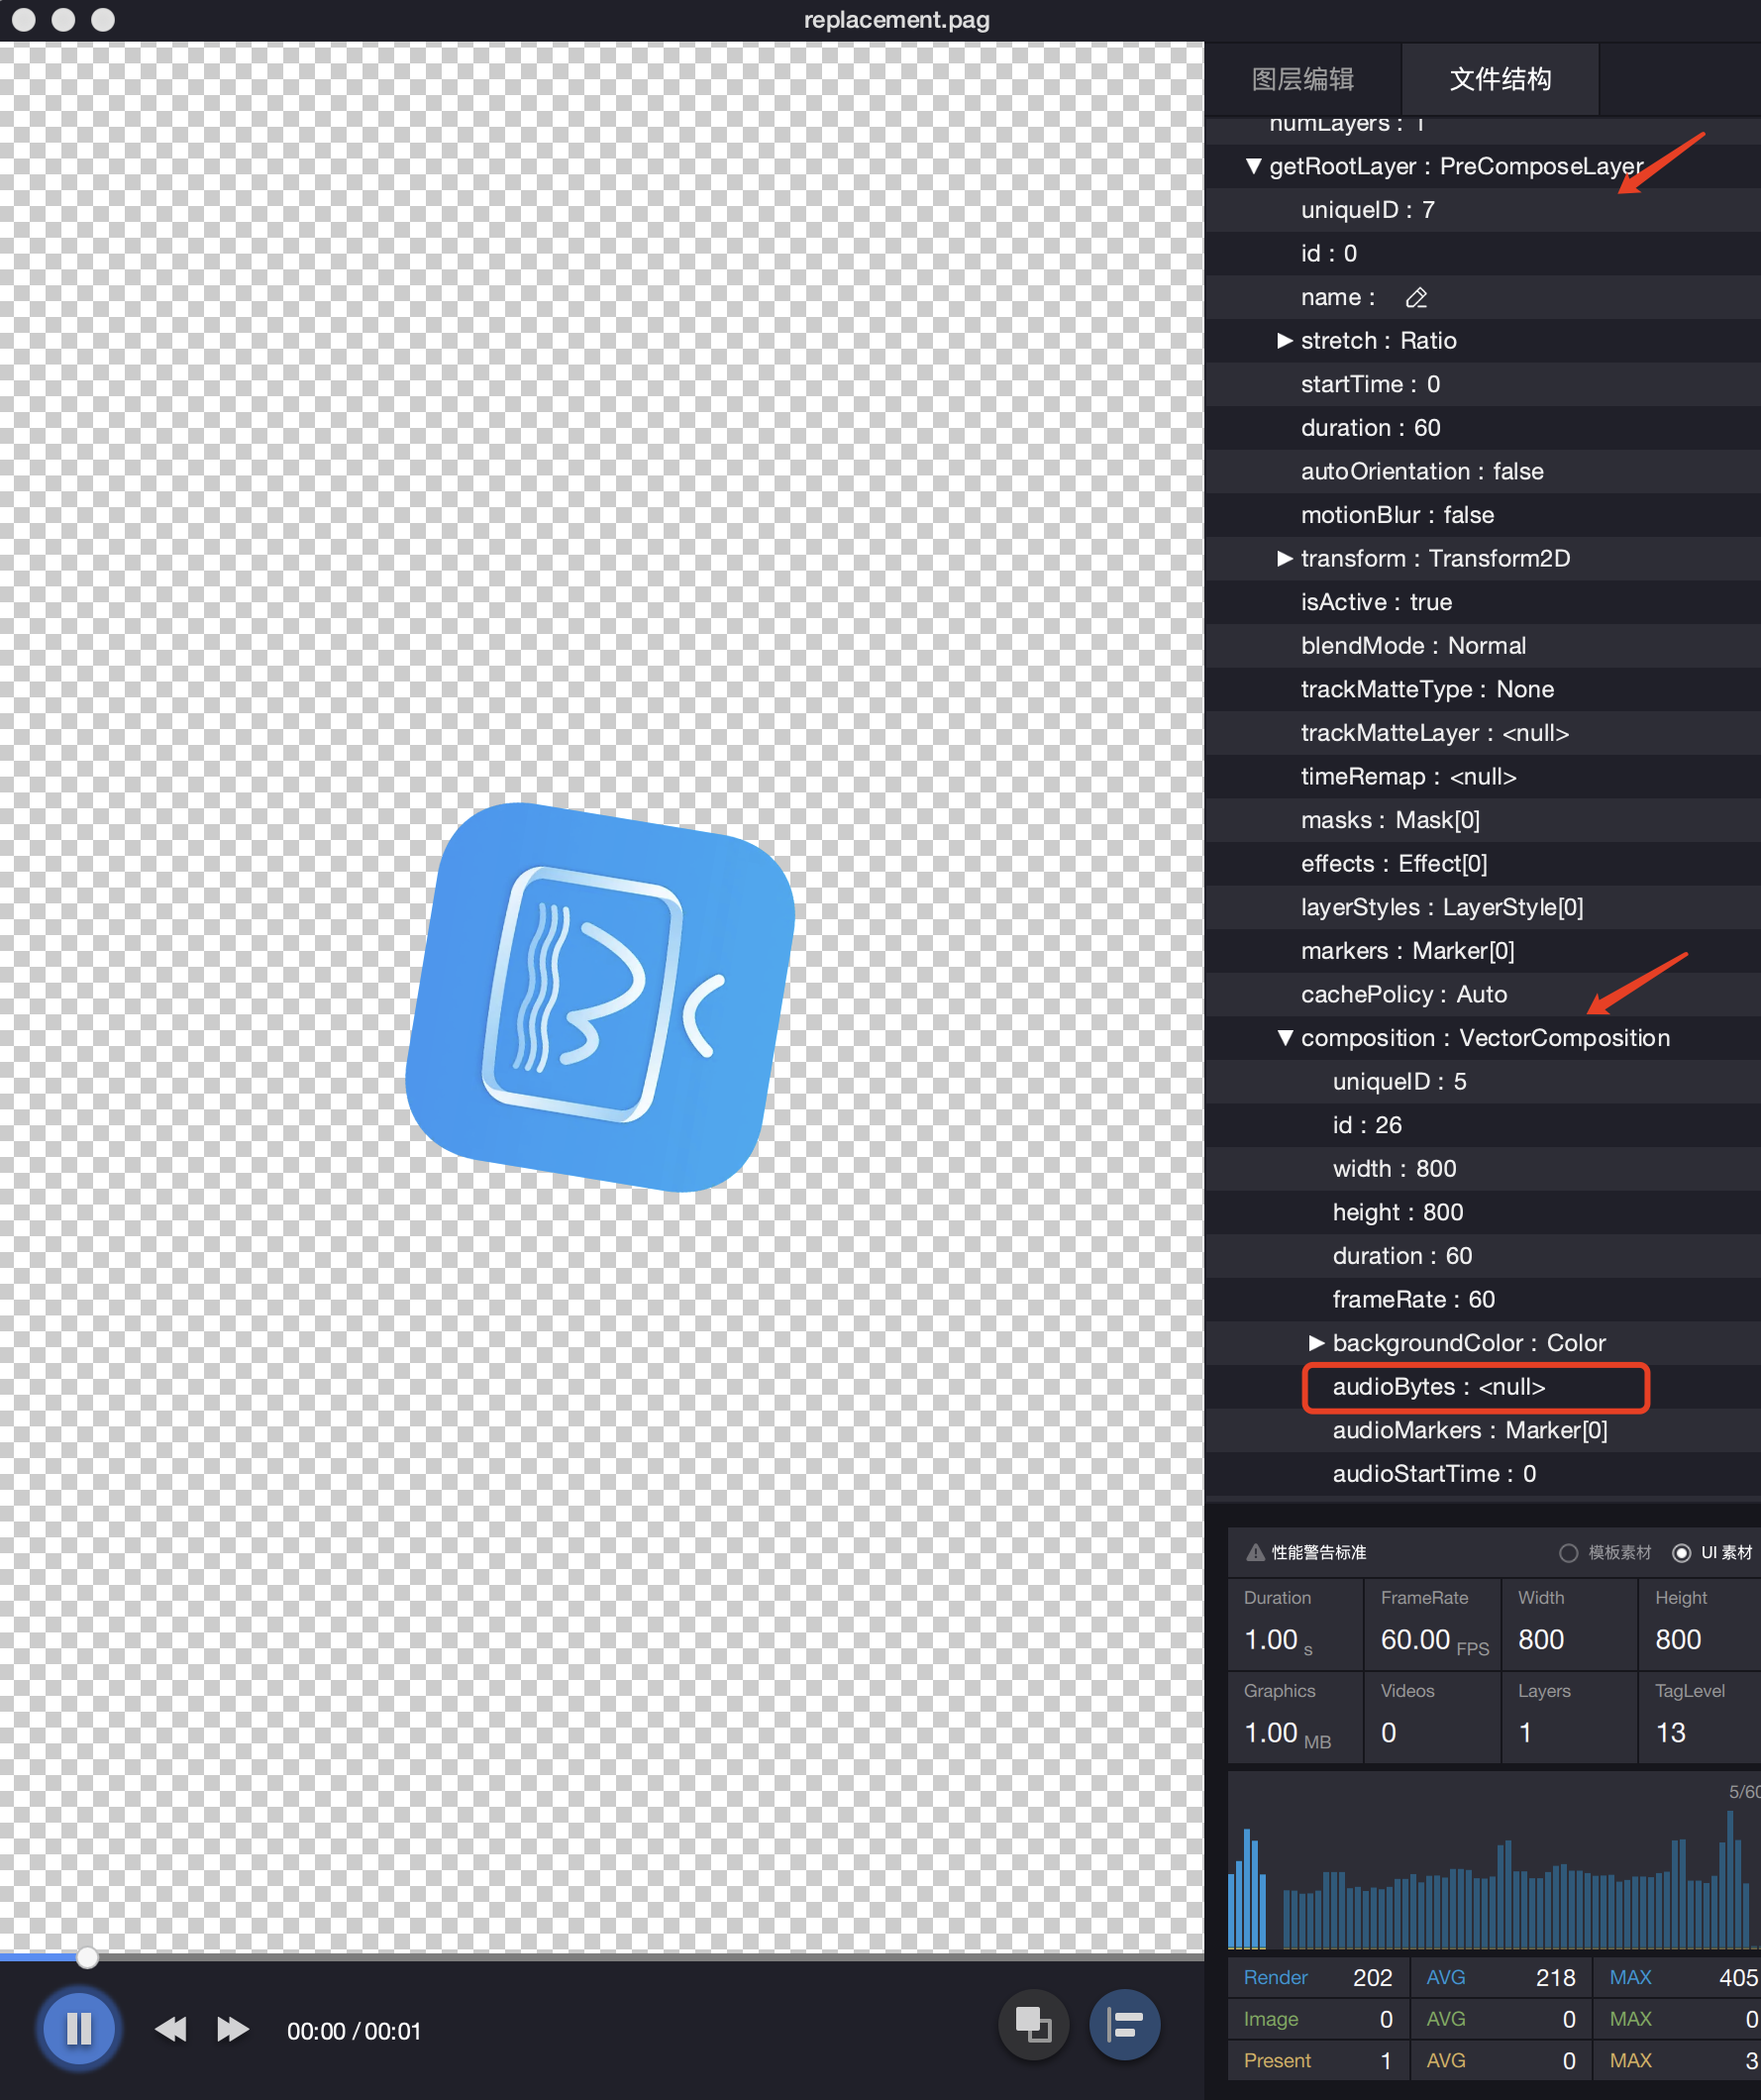 replacement.pag
图层编辑
文件结构
numLayers : 1
getRootLayer : PreComposeLayer
uniqueID : 7
id : 0
name :
stretch : Ratio
startTime : 0
duration : 60
autoOrientation : false
motionBlur : false
transform : Transform2D
isActive : true
blendMode : Normal
trackMatteType : None
trackMatteLayer : <null>
timeRemap : <null>
masks : Mask[0]
effects : Effect[0]
layerStyles : LayerStyle[0]
markers : Marker[0]
cachePolicy : Auto
composition : VectorComposition
uniqueID : 5
id : 26
width : 800
height : 800
duration : 60
frameRate : 60
backgroundColor : Color
audioBytes : <null>
audioMarkers : Marker[0]
audioStartTime : 0
性能警告标准 模板素材 UI 素材
Duration FrameRate Width Height
1.00 s 60.00 FPS 800 800
Graphics Videos Layers TagLevel
1.00 MB 0 1 13
5/60
Render 202 AVG 218 MAX 405
Image 0 AVG 0 MAX 0
Present 1 AVG 0 MAX 3
00:00 / 00:01